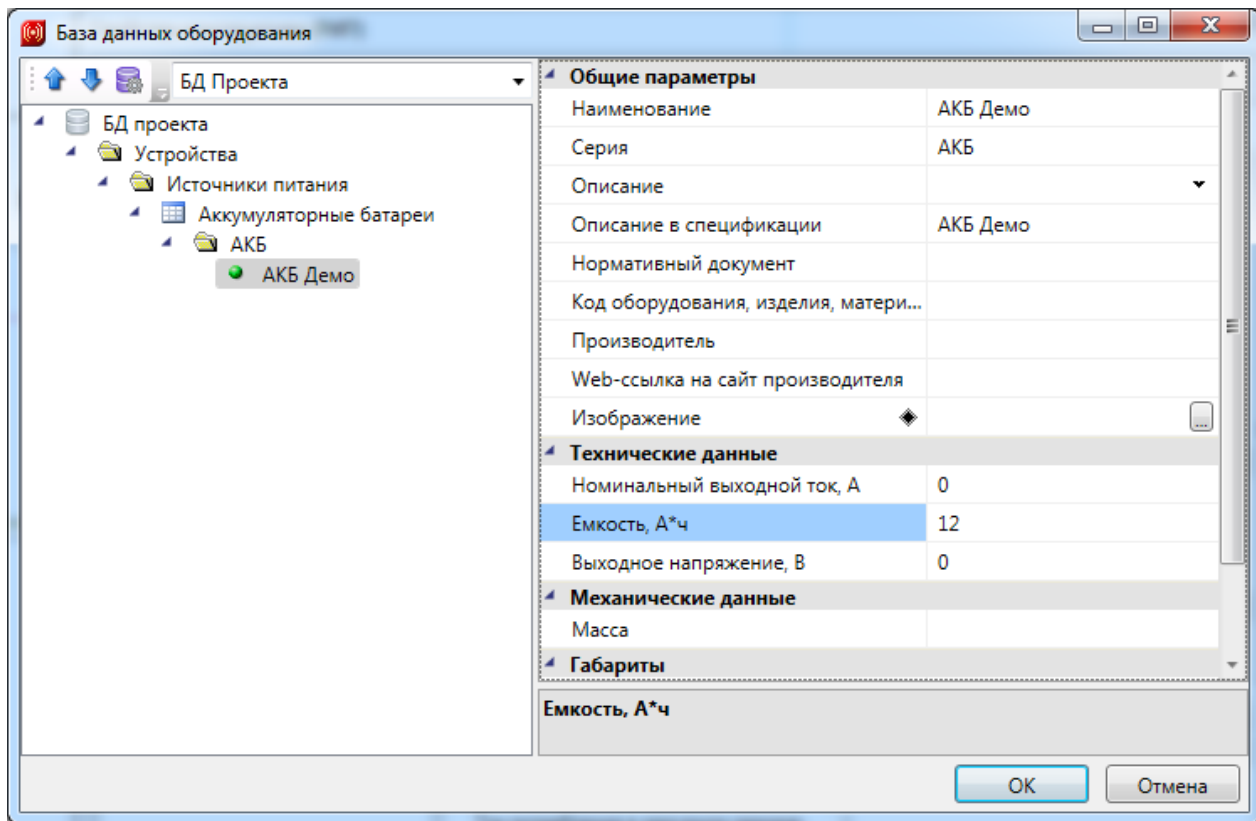 База данных оборудования
БД Проекта
БД проекта
Устройства
Источники питания
Аккумуляторные батареи
АКБ
АКБ Демо
Общие параметры
Наименование АКБ Демо
Серия АКБ
Описание
Описание в спецификации АКБ Демо
Нормативный документ
Код оборудования, изделия, матери...
Производитель
Web-ссылка на сайт производителя
Изображение ...
Технические данные
Номинальный выходной ток, А 0
Емкость, А*ч 12
Выходное напряжение, В 0
Механические данные
Масса
Габариты
Емкость, А*ч
OK Отмена